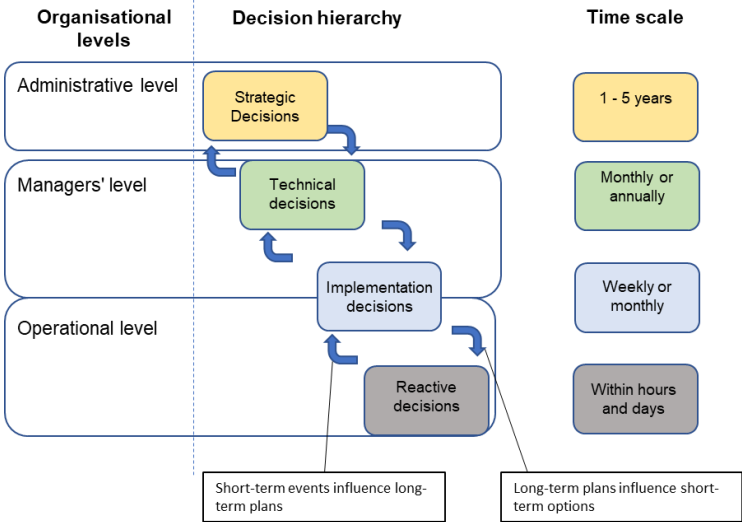 Organisational
levels
Decision hierarchy
Time scale
Administrative level
Strategic
Decisions
1 - 5 years
Managers' level
Technical
decisions
Monthly or
annually
Implementation
decisions
Weekly or
monthly
Operational level
Reactive
decisions
Within hours
and days
Short-term events influence long-
term plans
Long-term plans influence short-
term options